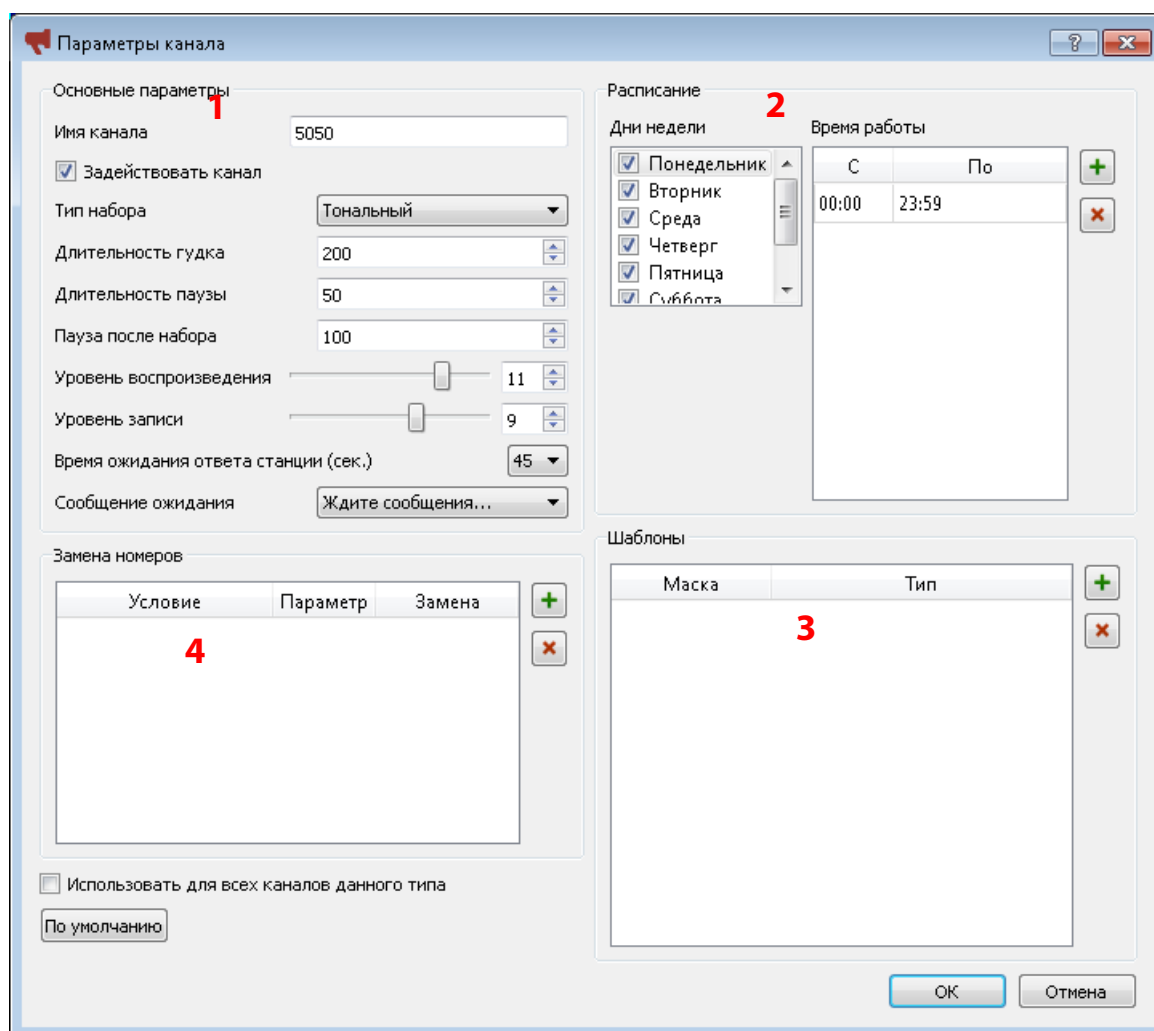 Параметры канала
Основные параметры
1
Имя канала 5050
Задействовать канал
Тип набора Тональный
Длительность гудка 200
Длительность паузы 50
Пауза после набора 100
Уровень воспроизведения 11
Уровень записи 9
Время ожидания ответа станции (сек.) 45
Сообщение ожидания Ждите сообщения...
Расписание
2
Дни недели Время работы
Понедельник
Вторник
Среда
Четверг
Пятница
Суббота
С По
00:00 23:59
Замена номеров
Условие Параметр Замена
4
Шаблоны
Маска Тип
3
Использовать для всех каналов данного типа
По умолчанию
ОК Отмена